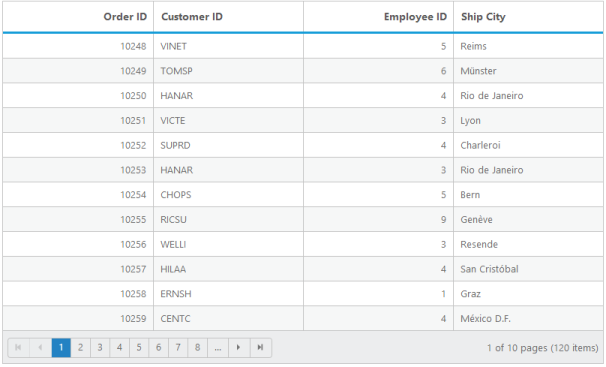 Order ID Customer ID Employee ID Ship City
10248 VINET 5 Reims
10249 TOMSP 6 Münster
10250 HANAR 4 Rio de Janeiro
10251 VICTE 3 Lyon
10252 SUPRD 4 Charleroi
10253 HANAR 3 Rio de Janeiro
10254 CHOPS 5 Bern
10255 RICSU 9 Genève
10256 WELLI 3 Resende
10257 HILAA 4 San Cristóbal
10258 ERNSH 1 Graz
10259 CENTC 4 México D.F.
1 2 3 4 5 6 7 8 ... 1 of 10 pages (120 items)